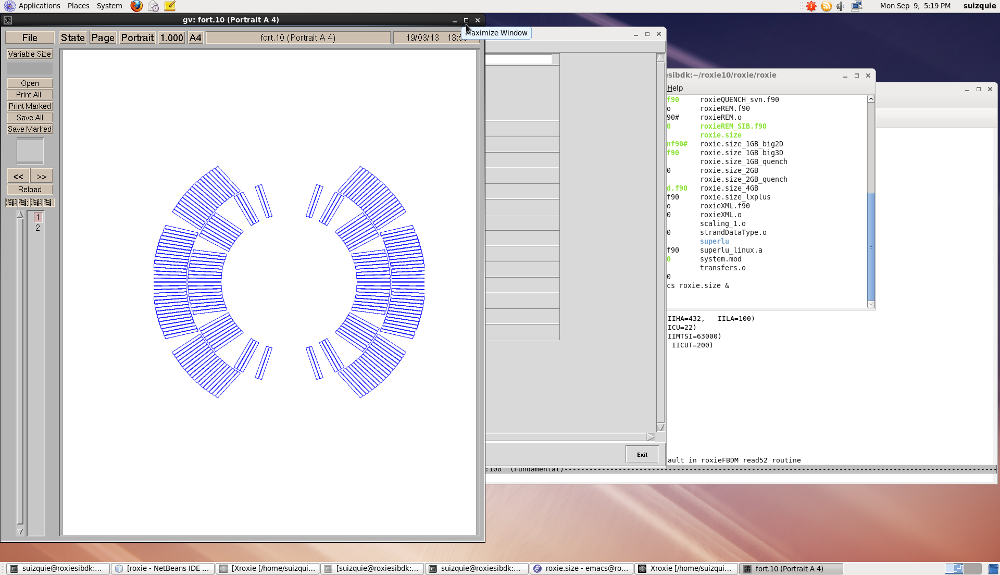 Applications Places System
Mon Sep 9, 5:19 PM suizquie
gv: fort.10 (Portrait A 4)
Maximize Window
File State Page Portrait 1.000 A4 fort.10 (Portrait A 4) 19/03/13
Variable Size
Open
Print All
Print Marked
Save All
Save Marked
<< >>
Reload
1
2
Exit
esibdk:~/roxie10/roxie/roxie
Help
f90 roxieQUENCH_svn.f90
o roxieREM.f90
90# roxieREM.o
0 roxieREM_SIB.f90
roxie.size
nf90# roxie.size_1GB_big2D
f90 roxie.size_1GB_big3D
roxie.size_1GB_quench
0 roxie.size_2GB
roxie.size_2GB_quench
d.f90 roxie.size_4GB
f90 roxie.size_lxplus
o roxieXML.f90
0 roxieXML.o
scaling_1.o
0 strandDataType.o
superlu
f90 superlu_linux.a
0 system.mod
transfers.o
0
cs roxie.size &
IIHA=432, IILA=100)
ICU=22)
IIMTSI=63000)
IICUT=200)
ault in roxieFBDM read52 routine
:100 (Fundamental)
suizquie@roxiesibdk:... [roxie - NetBeans IDE ... [Xroxie [/home/suizqui... [suizquie@roxiesibdk:... suizquie@roxiesibdk:... roxie.size - emacs@ro... Xroxie [/home/suizqui... fort.10 (Portrait A 4)